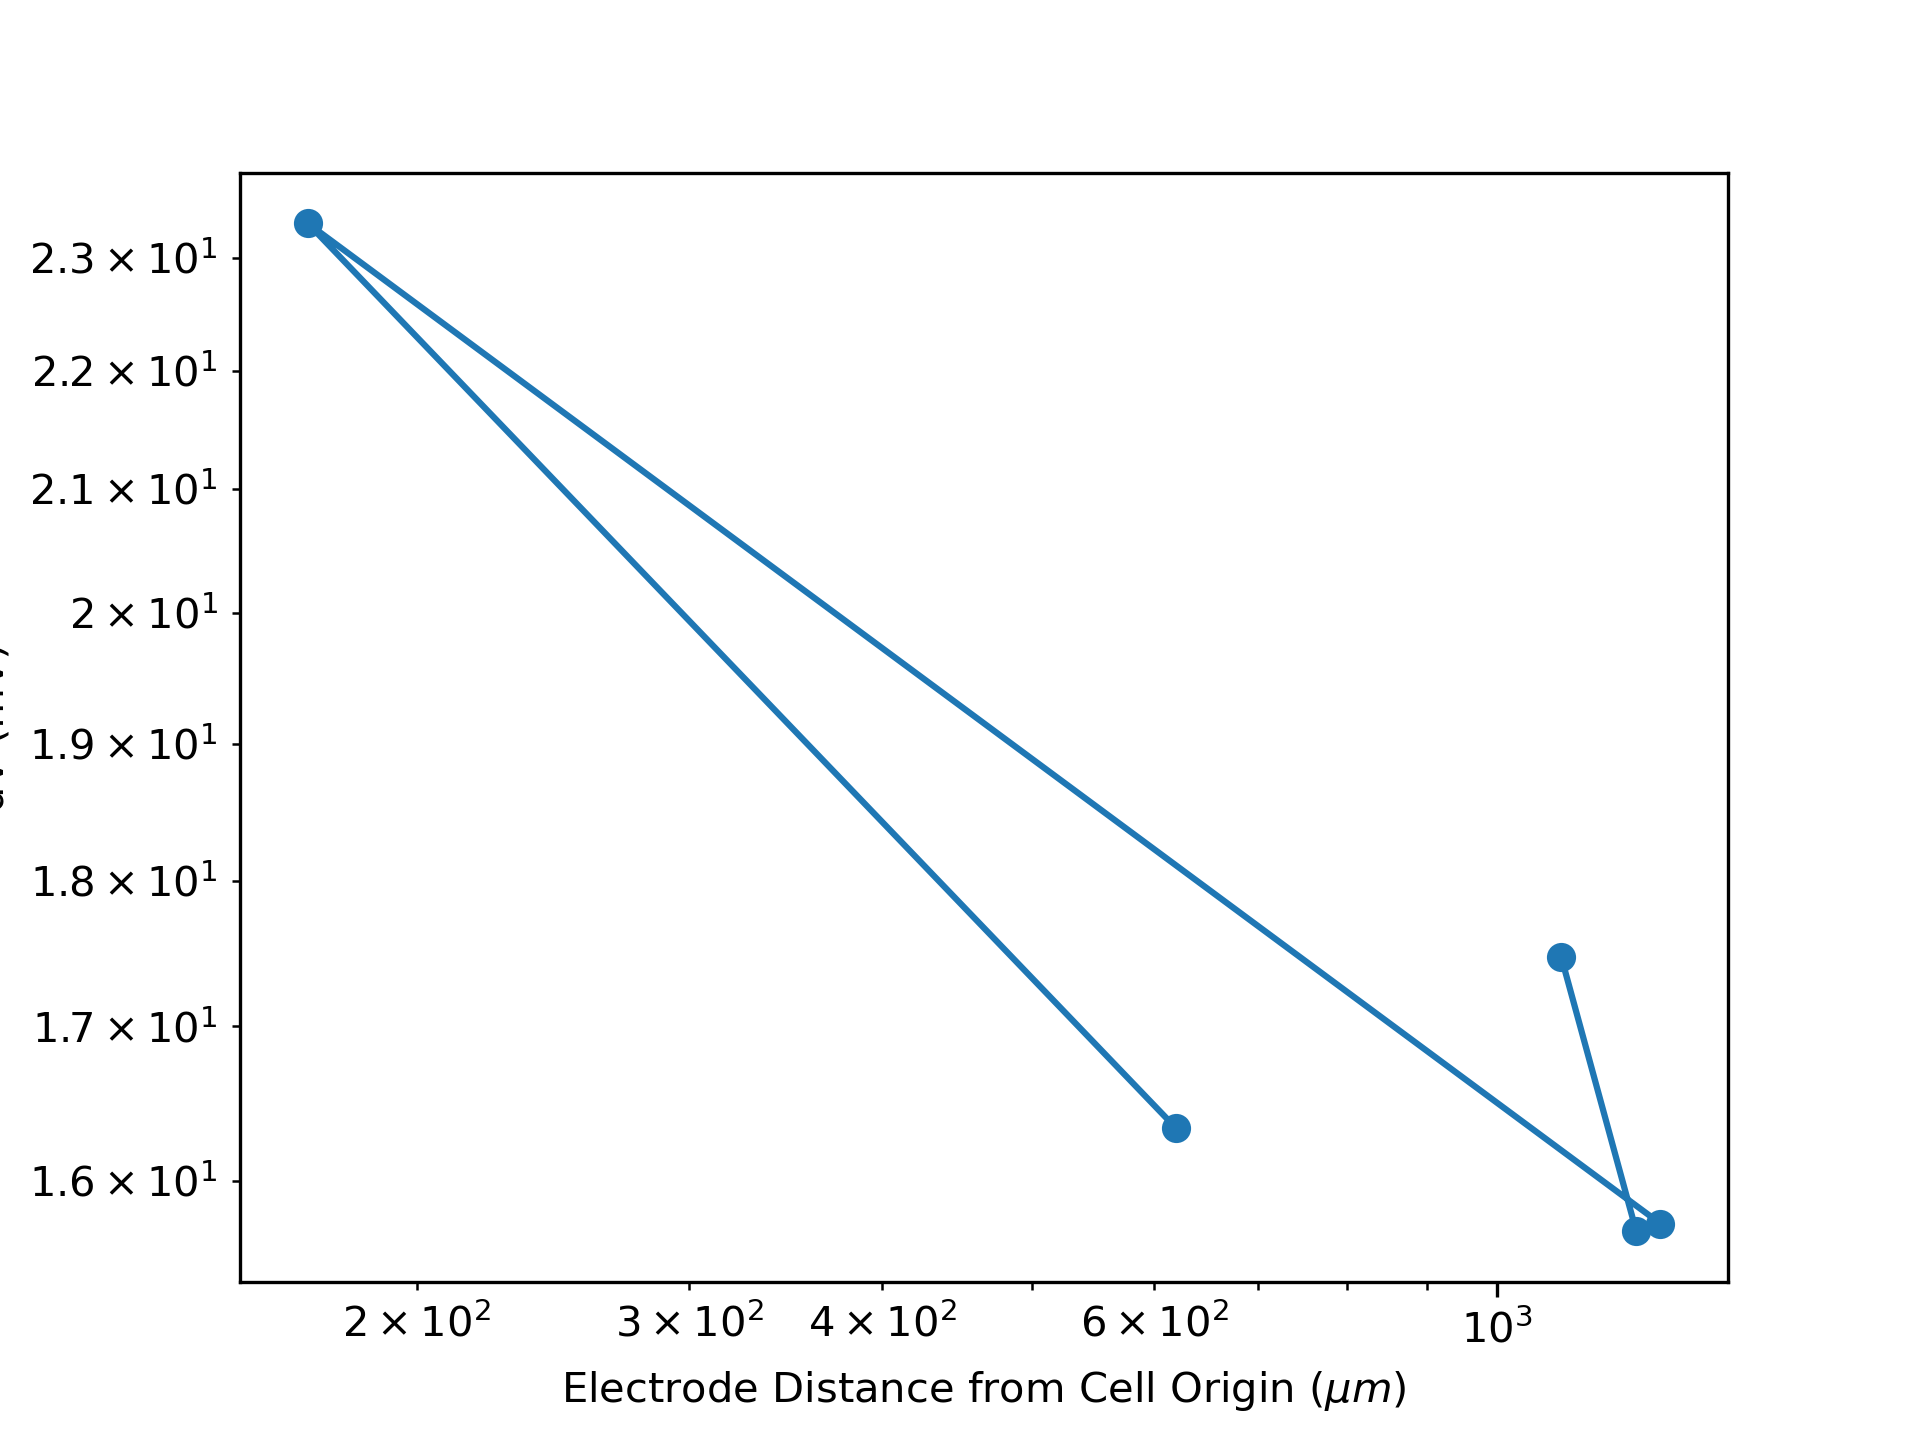 2.3 × 10¹
2.2 × 10¹
2.1 × 10¹
2 × 10¹
1.9 × 10¹
1.8 × 10¹
1.7 × 10¹
1.6 × 10¹
2 × 10² 3 × 10² 4 × 10² 6 × 10² 10³
Electrode Distance from Cell Origin (μm)